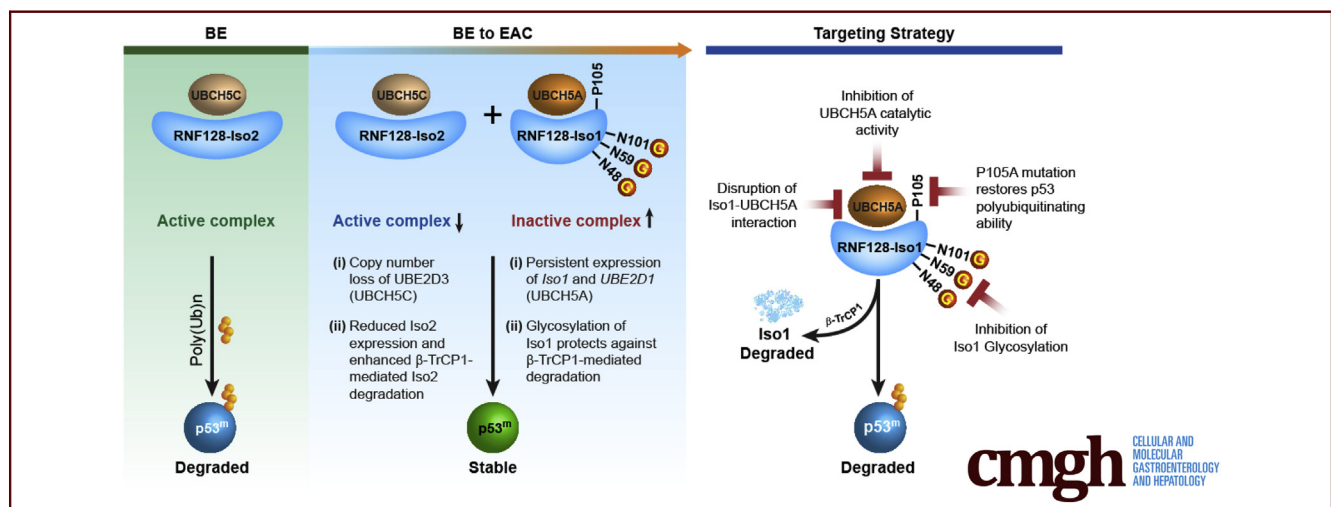 BE
UBCH5C
RNF128-Iso2
Active complex
Poly(Ub)n
p53ᵐ
Degraded
BE to EAC
UBCH5C
RNF128-Iso2
+
UBCH5A
P105
RNF128-Iso1
N101 G
N59 G
N48 G
Active complex ↓
(i) Copy number
loss of UBE2D3
(UBCH5C)
(ii) Reduced Iso2
expression and
enhanced β-TrCP1-
mediated Iso2
degradation
Inactive complex ↑
(i) Persistent expression
of Iso1 and UBE2D1
(UBCH5A)
(ii) Glycosylation of
Iso1 protects against
β-TrCP1-mediated
degradation
p53ᵐ
Stable
Targeting Strategy
Inhibition of
UBCH5A catalytic
activity
Disruption of
Iso1-UBCH5A
interaction
UBCH5A
P105
P105A mutation
restores p53
polyubiquitinating
ability
RNF128-Iso1
N101 G
N59 G
N48 G
β-TrCP1
Iso1
Degraded
Inhibition of
Iso1 Glycosylation
p53ᵐ
Degraded
cmgh
CELLULAR AND
MOLECULAR
GASTROENTEROLOGY
AND HEPATOLOGY